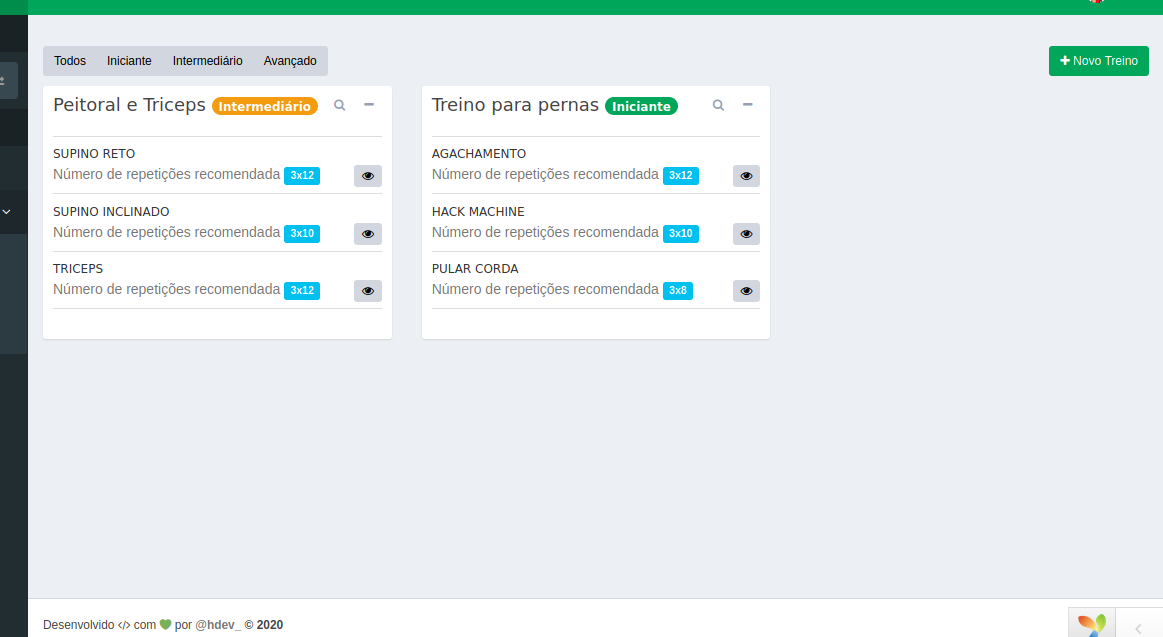 Todos Iniciante Intermediário Avançado
Novo Treino
Peitoral e Triceps Intermediário
SUPINO RETO
Número de repetições recomendada 3x12
SUPINO INCLINADO
Número de repetições recomendada 3x10
TRICEPS
Número de repetições recomendada 3x12
Treino para pernas Iniciante
AGACHAMENTO
Número de repetições recomendada 3x12
HACK MACHINE
Número de repetições recomendada 3x10
PULAR CORDA
Número de repetições recomendada 3x8
Desenvolvido </> com 💚 por @hdev_ © 2020